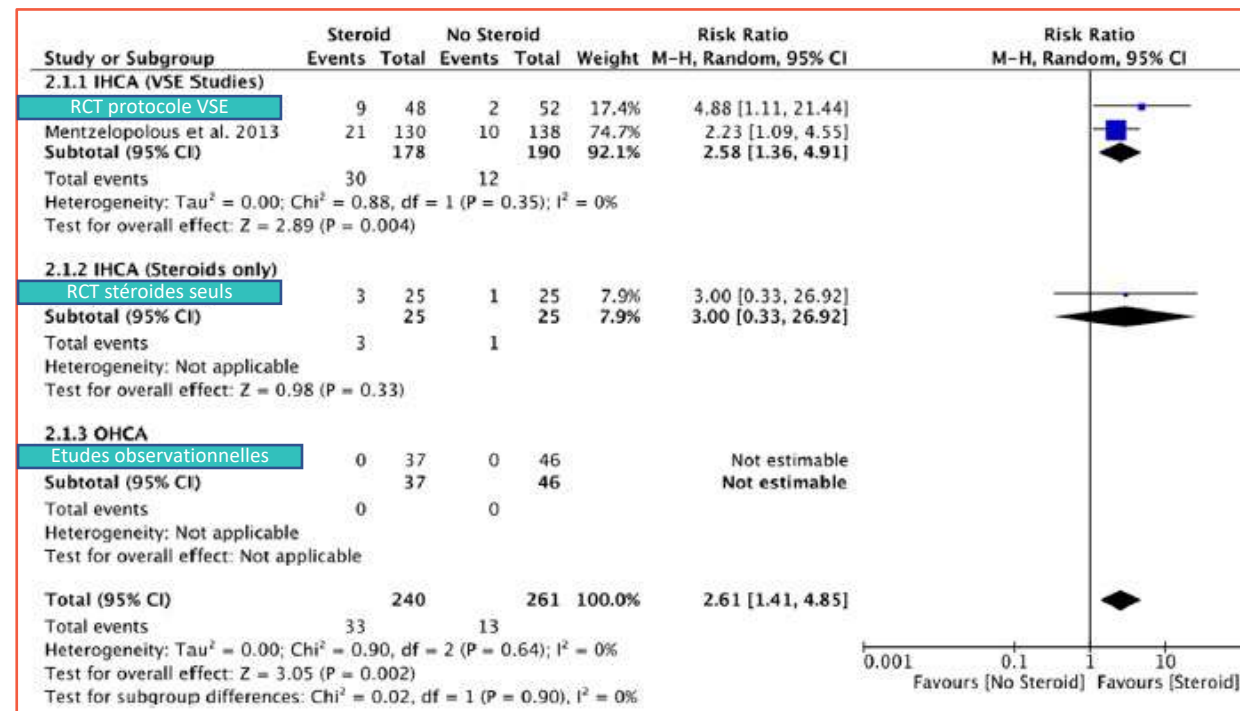 Steroid No Steroid Risk Ratio Risk Ratio
Study or Subgroup Events Total Events Total Weight M-H, Random, 95% CI M-H, Random, 95% CI
2.1.1 IHCA (VSE Studies)
RCT protocole VSE 9 48 2 52 17.4% 4.88 [1.11, 21.44]
Mentzelopolous et al. 2013 21 130 10 138 74.7% 2.23 [1.09, 4.55]
Subtotal (95% CI) 178 190 92.1% 2.58 [1.36, 4.91]
Total events 30 12
Heterogeneity: Tau² = 0.00; Chi² = 0.88, df = 1 (P = 0.35); I² = 0%
Test for overall effect: Z = 2.89 (P = 0.004)
2.1.2 IHCA (Steroids only)
RCT stéroides seuls 3 25 1 25 7.9% 3.00 [0.33, 26.92]
Subtotal (95% CI) 25 25 7.9% 3.00 [0.33, 26.92]
Total events 3 1
Heterogeneity: Not applicable
Test for overall effect: Z = 0.98 (P = 0.33)
2.1.3 OHCA
Etudes observationnelles 0 37 0 46 Not estimable
Subtotal (95% CI) 37 46 Not estimable
Total events 0 0
Heterogeneity: Not applicable
Test for overall effect: Not applicable
Total (95% CI) 240 261 100.0% 2.61 [1.41, 4.85]
Total events 33 13
Heterogeneity: Tau² = 0.00; Chi² = 0.90, df = 2 (P = 0.64); I² = 0%
Test for overall effect: Z = 3.05 (P = 0.002)
Test for subgroup differences: Chi² = 0.02, df = 1 (P = 0.90), I² = 0%
0.001 0.1 1 10
Favours [No Steroid] Favours [Steroid]